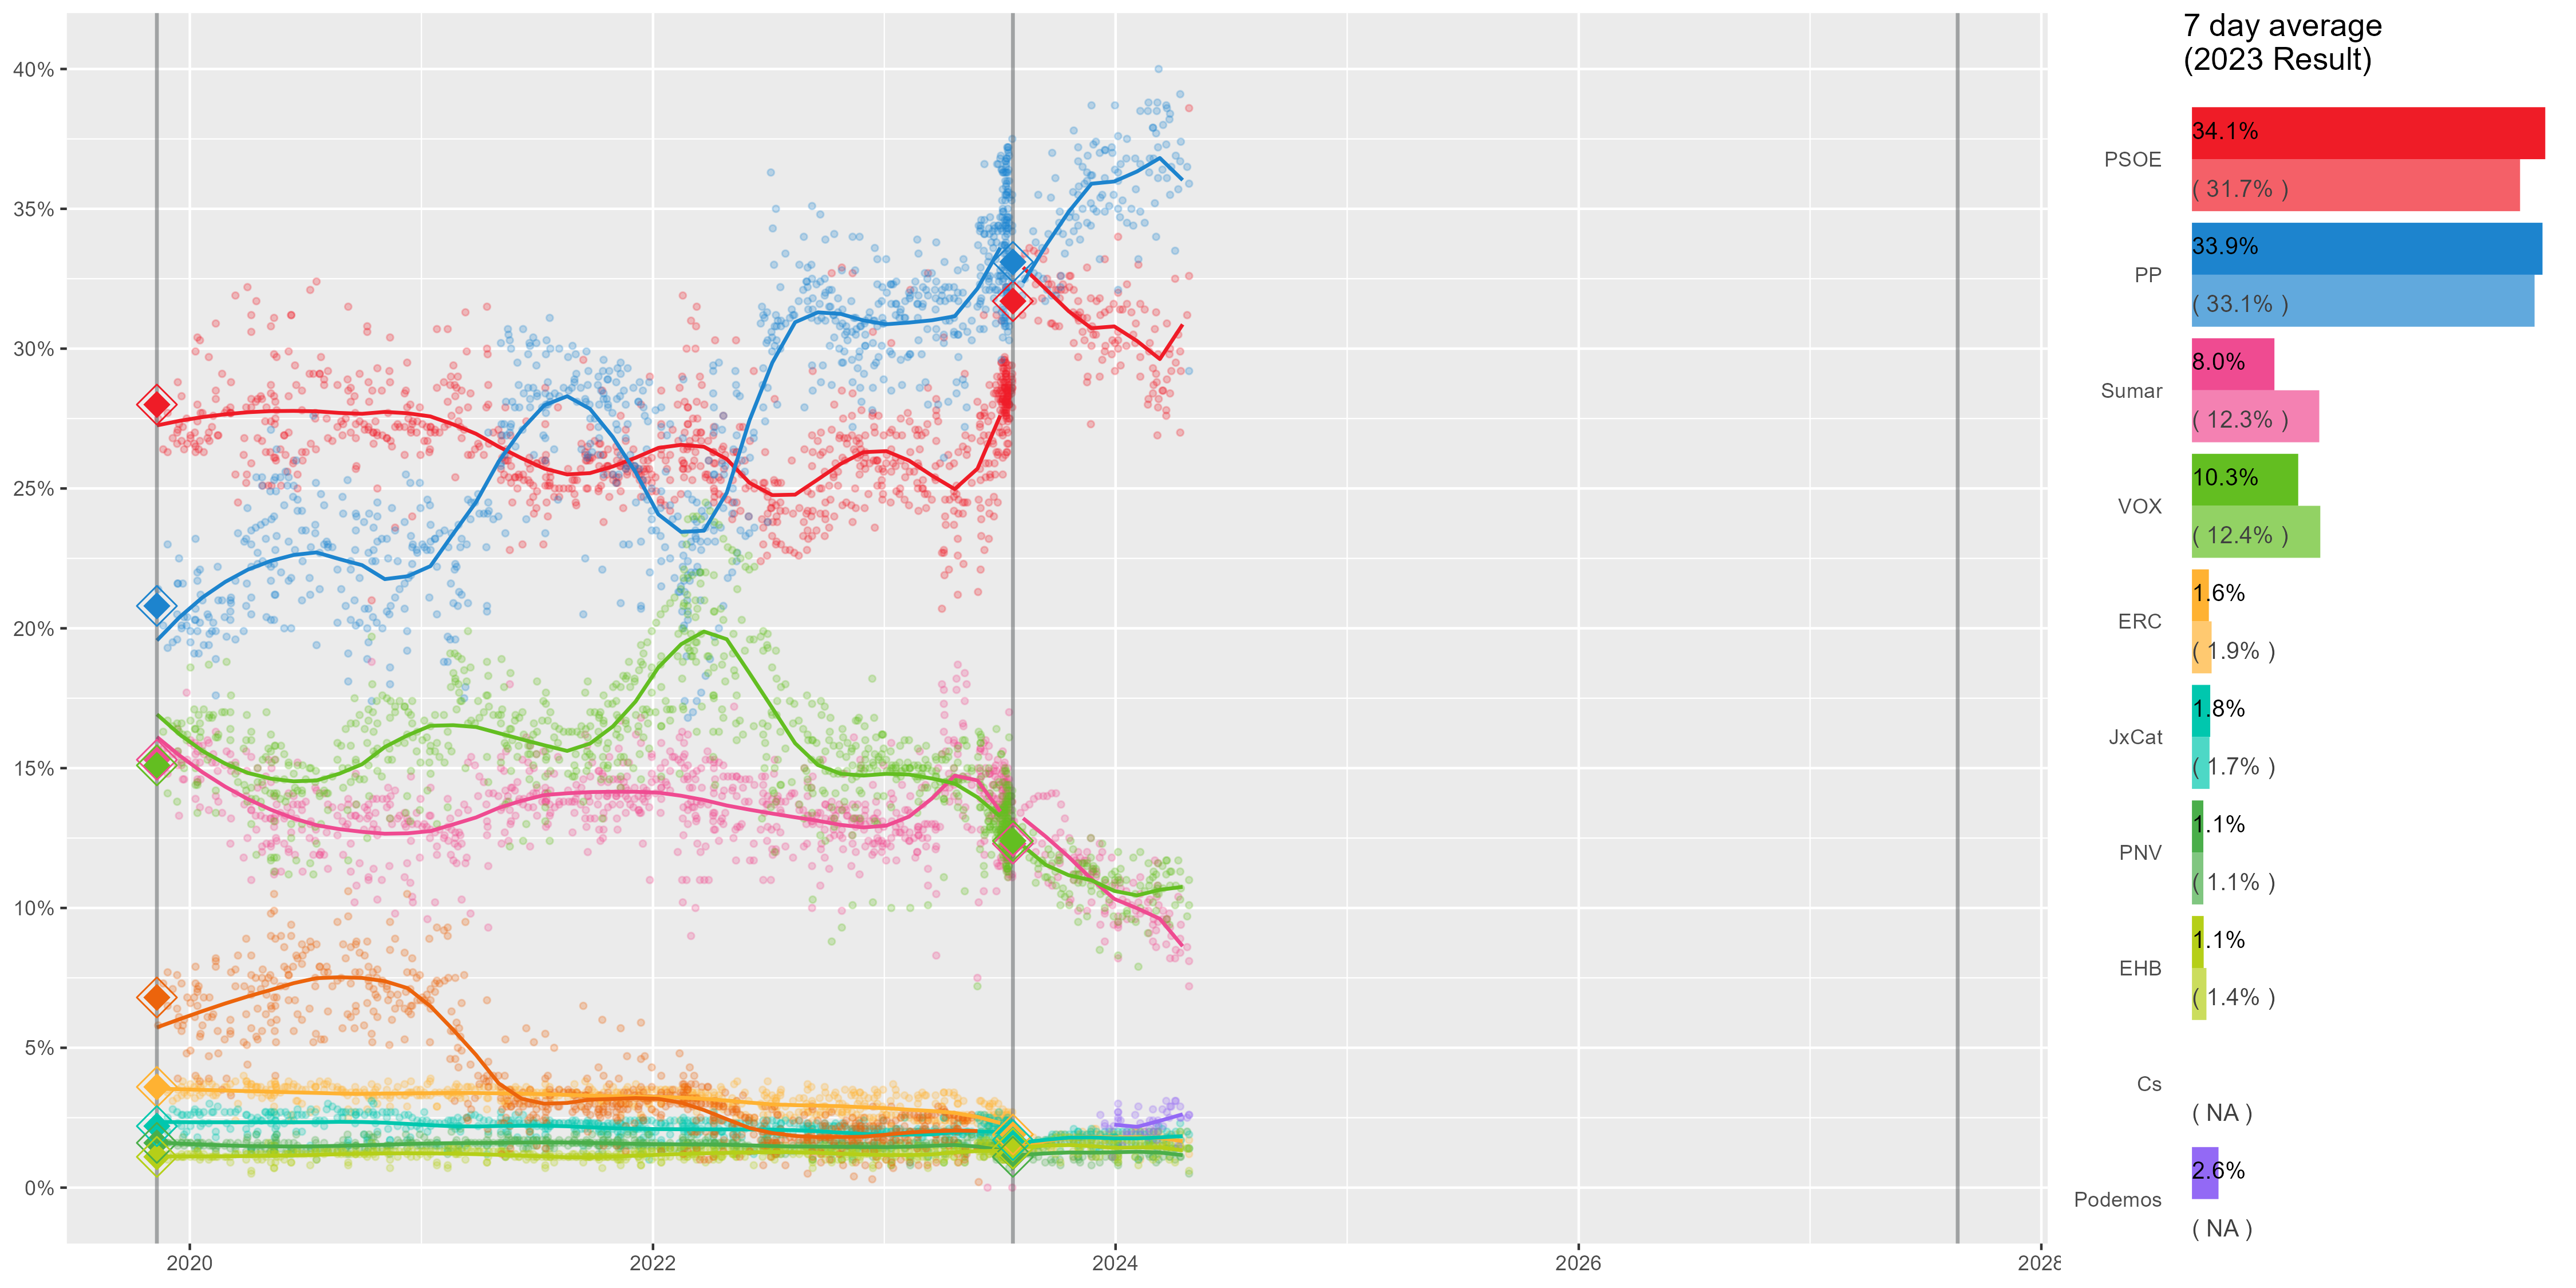 7 day average
(2023 Result)
40%
35%
30%
25%
20%
15%
10%
5%
0%
2020
2022
2024
2026
2028
PSOE
34.1%
( 31.7% )
PP
33.9%
( 33.1% )
Sumar
8.0%
( 12.3% )
VOX
10.3%
( 12.4% )
ERC
1.6%
( 1.9% )
JxCat
1.8%
( 1.7% )
PNV
1.1%
( 1.1% )
EHB
1.1%
( 1.4% )
Cs
( NA )
Podemos
2.6%
( NA )